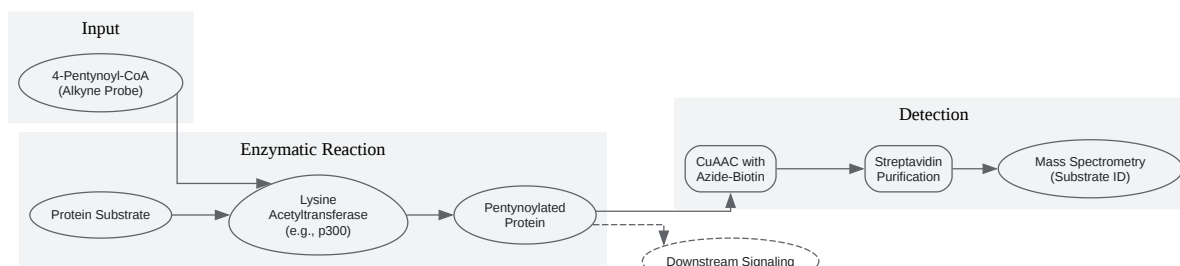 Input
4-Pentynoyl-CoA
(Alkyne Probe)
Enzymatic Reaction
Protein Substrate
Lysine
Acetyltransferase
(e.g., p300)
Pentynoylated
Protein
Detection
CuAAC with
Azide-Biotin
Streptavidin
Purification
Mass Spectrometry
(Substrate ID)
Downstream Signaling